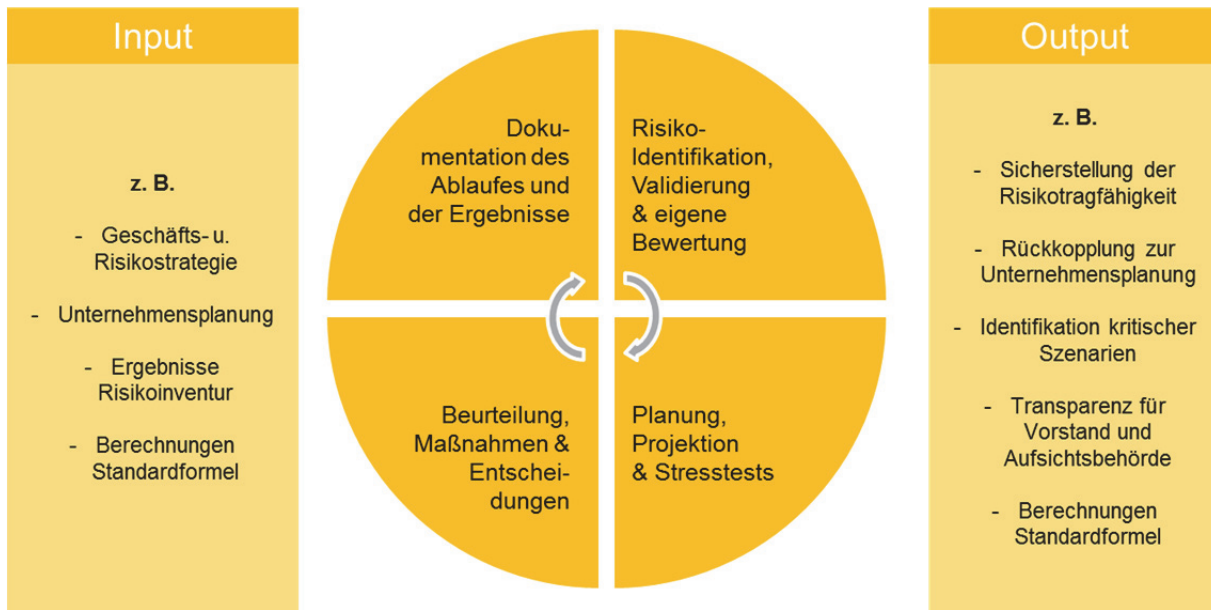 Input
z. B.
- Geschäfts- u.
Risikostrategie
- Unternehmensplanung
- Ergebnisse
Risikoinventur
- Berechnungen
Standardformel
Doku-
mentation des
Ablaufes und
der Ergebnisse
Risiko-
Identifikation,
Validierung
& eigene
Bewertung
Beurteilung,
Maßnahmen &
Entschei-
dungen
Planung,
Projektion
& Stresstests
Output
z. B.
- Sicherstellung der
Risikotragfähigkeit
- Rückkopplung zur
Unternehmensplanung
- Identifikation kritischer
Szenarien
- Transparenz für
Vorstand und
Aufsichtsbehörde
- Berechnungen
Standardformel